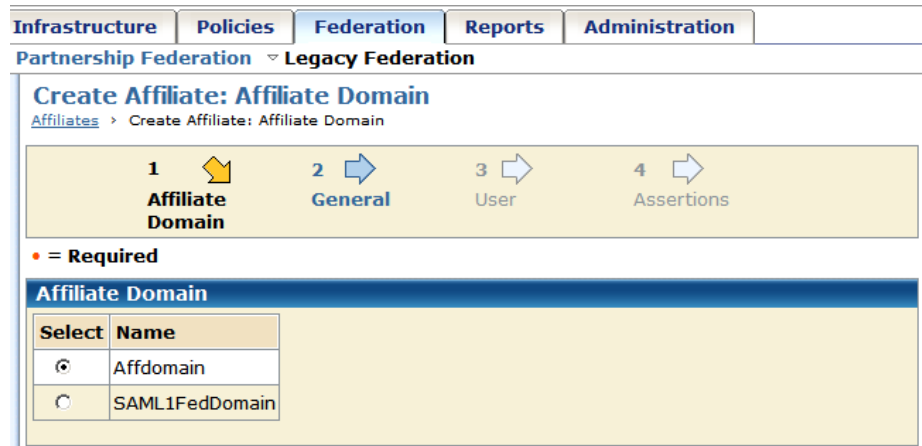 Infrastructure Policies Federation Reports Administration
Partnership Federation ▿ Legacy Federation
Create Affiliate: Affiliate Domain
Affiliates › Create Affiliate: Affiliate Domain
1 2 3 4
Affiliate Domain General User Assertions
• = Required
Affiliate Domain
Select Name
Affdomain
SAML1FedDomain